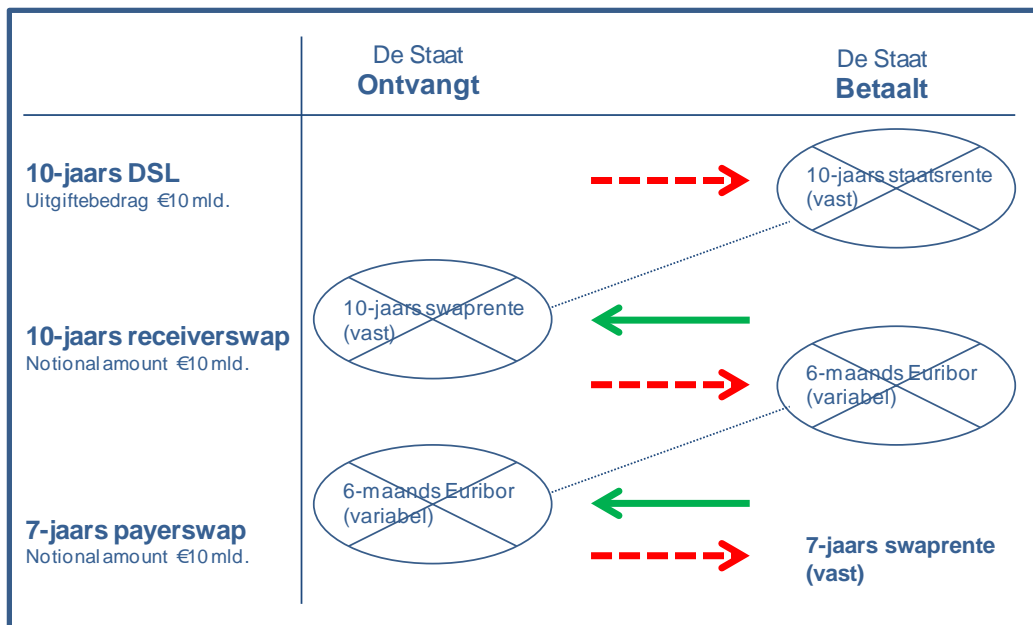 De Staat
Ontvangt
De Staat
Betaalt
10-jaars DSL
Uitgiftebedrag €10 mld.
10-jaars staatsrente
(vast)
10-jaars receiverswap
Notional amount €10 mld.
10-jaars swaprente
(vast)
6-maands Euribor
(variabel)
6-maands Euribor
(variabel)
7-jaars payerswap
Notional amount €10 mld.
7-jaars swaprente
(vast)